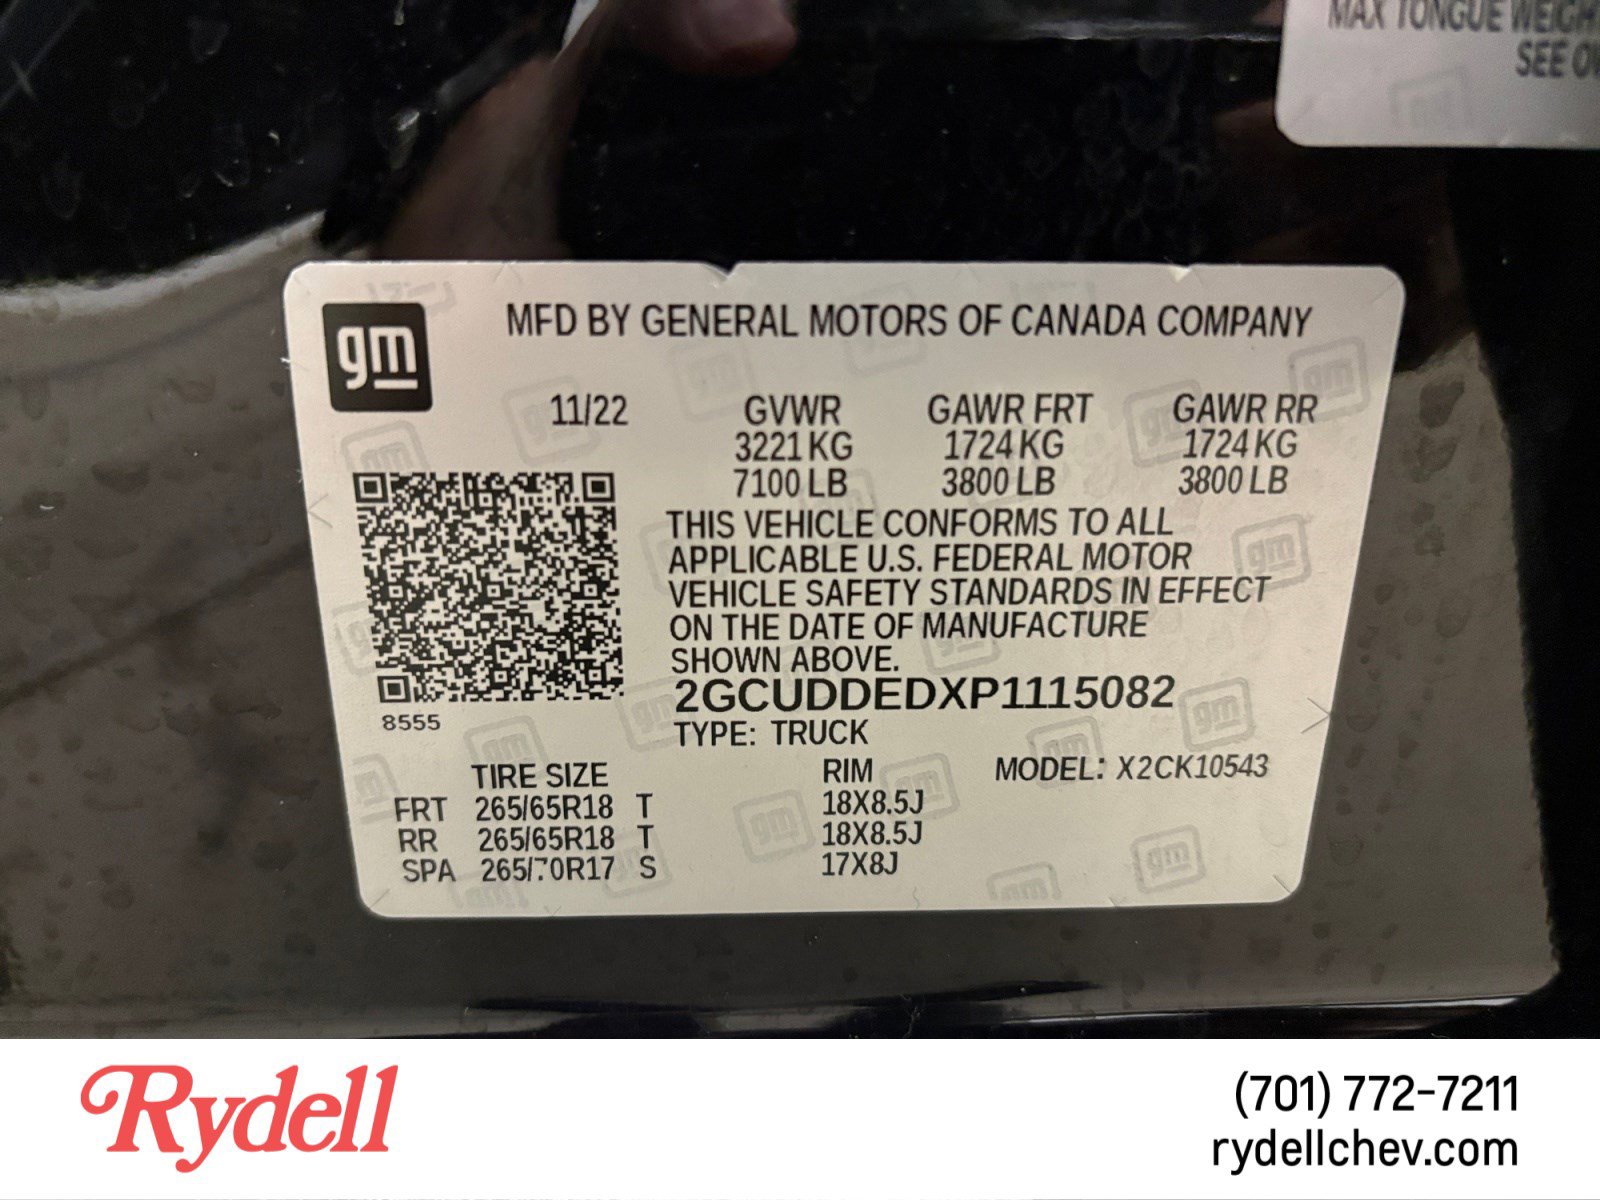 MAX TONGUE WEIGH
SEE OW
gm
MFD BY GENERAL MOTORS OF CANADA COMPANY
11/22 GVWR GAWR FRT GAWR RR
3221 KG 1724 KG 1724 KG
7100 LB 3800 LB 3800 LB
THIS VEHICLE CONFORMS TO ALL
APPLICABLE U.S. FEDERAL MOTOR
VEHICLE SAFETY STANDARDS IN EFFECT
ON THE DATE OF MANUFACTURE
SHOWN ABOVE.
2GCUDDEDXP1115082
8555
TYPE: TRUCK
TIRE SIZE RIM MODEL: X2CK10543
FRT 265/65R18 T 18X8.5J
RR 265/65R18 T 18X8.5J
SPA 265/70R17 S 17X8J
Rydell
(701) 772-7211
rydellchev.com